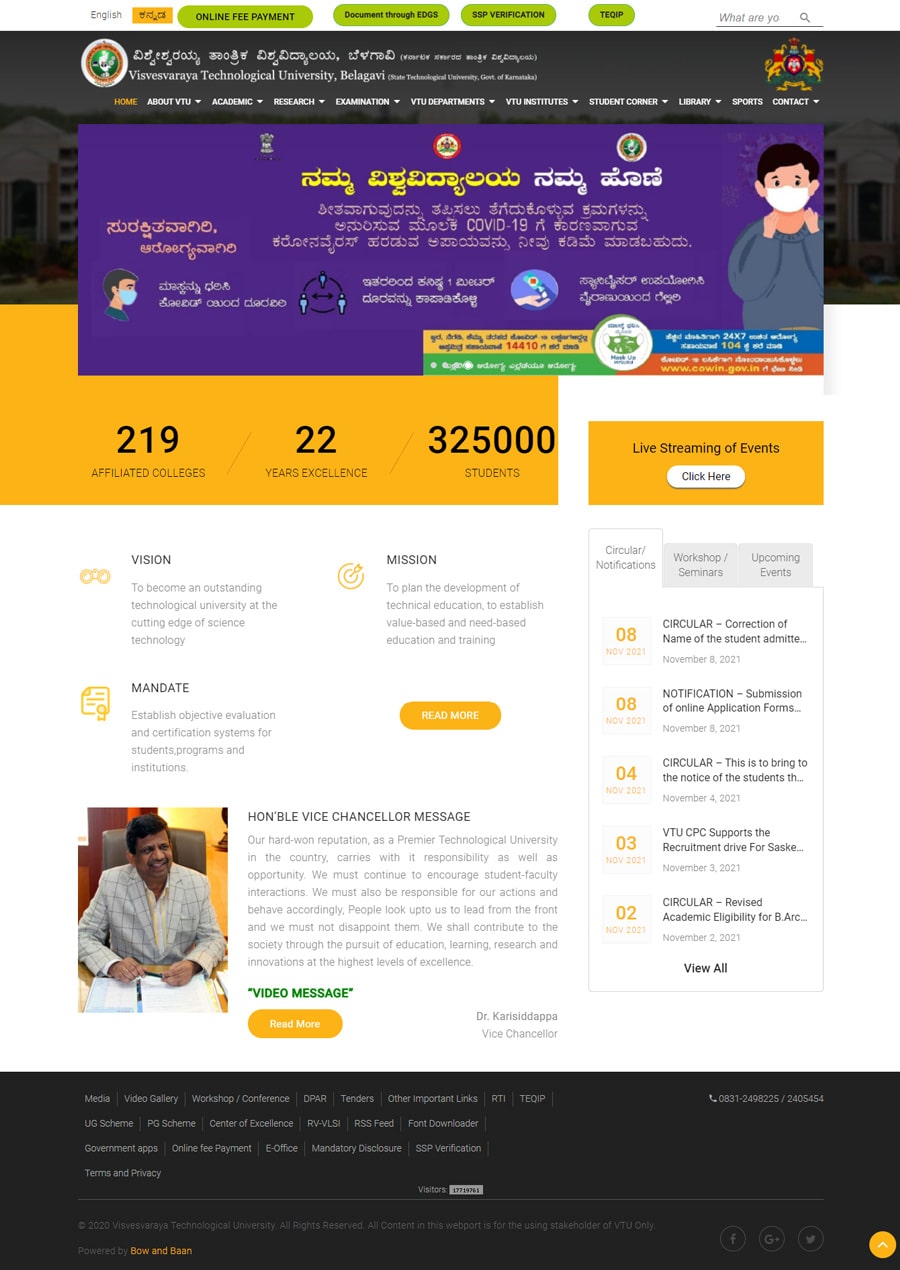 English ಕನ್ನಡ ONLINE FEE PAYMENT Document through EDGS SSP VERIFICATION TEQIP What are yo
ವಿಶ್ವೇಶ್ವರಯ್ಯ ತಾಂತ್ರಿಕ ವಿಶ್ವವಿದ್ಯಾಲಯ, ಬೆಳಗಾವಿ (ಕರ್ನಾಟಕ ಸರ್ಕಾರದ ತಾಂತ್ರಿಕ ವಿಶ್ವವಿದ್ಯಾಲಯ)
Visvesvaraya Technological University, Belagavi (State Technological University, Govt. of Karnataka)
HOME ABOUT VTU ACADEMIC RESEARCH EXAMINATION VTU DEPARTMENTS VTU INSTITUTES STUDENT CORNER LIBRARY SPORTS CONTACT
ನಮ್ಮ ವಿಶ್ವವಿದ್ಯಾಲಯ ನಮ್ಮ ಹೊಣೆ
ಸುರಕ್ಷಿತವಾಗಿರಿ,
ಆರೋಗ್ಯವಾಗಿರಿ
ಶೀತವಾಗುವುದನ್ನು ತಪ್ಪಿಸಲು ತೆಗೆದುಕೊಳ್ಳುವ ಕ್ರಮಗಳನ್ನು
ಅನುಸರಿಸುವ ಮೂಲಕ COVID-19 ಗೆ ಕಾರಣವಾಗುವ
ಕರೋನವೈರಸ್ ಹರಡುವ ಅಪಾಯವನ್ನು ನೀವು ಕಡಿಮೆ ಮಾಡಬಹುದು.
ಮಾಸ್ಕನ್ನು ಧರಿಸಿ
ಕೋವಿಡ್ ಯಿಂದ ದೂರವಿರಿ
ಇತರರಿಂದ ಕನಿಷ್ಠ 1 ಮೀಟರ್
ದೂರವನ್ನು ಕಾಪಾಡಿಕೊಳ್ಳಿ
ಸ್ಯಾನಿಟೈಸರ್ ಉಪಯೋಗಿಸಿ
ವೈರಾಣುಯಿಂದ ಗೆಲ್ಲಿರಿ
14410 ಗೆ ಕರೆ ಮಾಡಿ
Mask Up
ಹೆಚ್ಚಿನ ಮಾಹಿತಿಗಾಗಿ 24X7 ಉಚಿತ ಆರೋಗ್ಯ
ಸಹಾಯವಾಣಿ 104 ಕ್ಕೆ ಕರೆ ಮಾಡಿ
www.cowin.gov.in ಗೆ ಭೇಟಿ ನೀಡಿ
219 22 325000
AFFILIATED COLLEGES YEARS EXCELLENCE STUDENTS
Live Streaming of Events
Click Here
VISION
To become an outstanding
technological university at the
cutting edge of science
technology
MISSION
To plan the development of
technical education, to establish
value-based and need-based
education and training
MANDATE
Establish objective evaluation
and certification systems for
students,programs and
institutions.
READ MORE
Circular/
Notifications
Workshop /
Seminars
Upcoming
Events
08
NOV 2021
CIRCULAR – Correction of
Name of the student admitte...
November 8, 2021
08
NOV 2021
NOTIFICATION – Submission
of online Application Forms...
November 8, 2021
04
NOV 2021
CIRCULAR – This is to bring to
the notice of the students th...
November 4, 2021
03
NOV 2021
VTU CPC Supports the
Recruitment drive For Saske...
November 3, 2021
02
NOV 2021
CIRCULAR – Revised
Academic Eligibility for B.Arc...
November 2, 2021
View All
HON'BLE VICE CHANCELLOR MESSAGE
Our hard-won reputation, as a Premier Technological University
in the country, carries with it responsibility as well as
opportunity. We must continue to encourage student-faculty
interactions. We must also be responsible for our actions and
behave accordingly, People look upto us to lead from the front
and we must not disappoint them. We shall contribute to the
society through the pursuit of education, learning, research and
innovations at the highest levels of excellence.
“VIDEO MESSAGE”
Read More
Dr. Karisiddappa
Vice Chancellor
Media Video Gallery Workshop / Conference DPAR Tenders Other Important Links RTI TEQIP
0831-2498225 / 2405454
UG Scheme PG Scheme Center of Excellence RV-VLSI RSS Feed Font Downloader
Government apps Online fee Payment E-Office Mandatory Disclosure SSP Verification
Terms and Privacy
Visitors: 17719761
© 2020 Visvesvaraya Technological University. All Rights Reserved. All Content in this webport is for the using stakeholder of VTU Only.
Powered by Bow and Baan